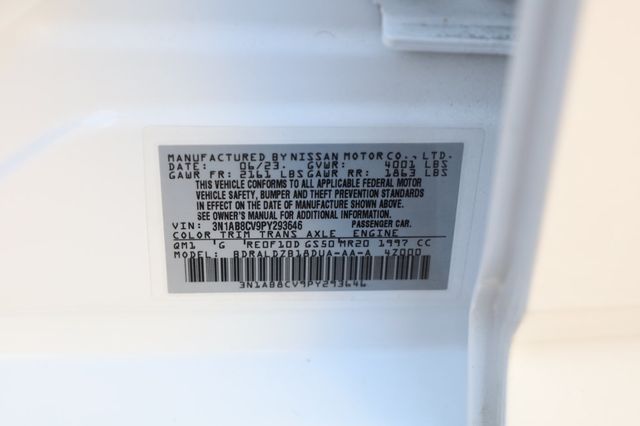 MANUFACTURED BY NISSAN MOTOR CO., LTD.
DATE: 06/23. GVWR: 4001 LBS
GAWR FR: 2161 LBS GAWR RR: 1863 LBS
THIS VEHICLE CONFORMS TO ALL APPLICABLE FEDERAL MOTOR
VEHICLE SAFETY, BUMPER AND THEFT PREVENTION STANDARDS
IN EFFECT ON THE DATE OF MANUFACTURE SHOWN ABOVE.
SEE OWNER'S MANUAL FOR ADDITIONAL INFORMATION.
VIN: 3N1AB8CV9PY293646 PASSENGER CAR.
COLOR TRIM TRANS AXLE ENGINE
QM1 G RE0F10D GS50 MR20 1997 CC
MODEL: BDRALDZB18DUA-AA-A 4Z000
3N1AB8CV9PY293646